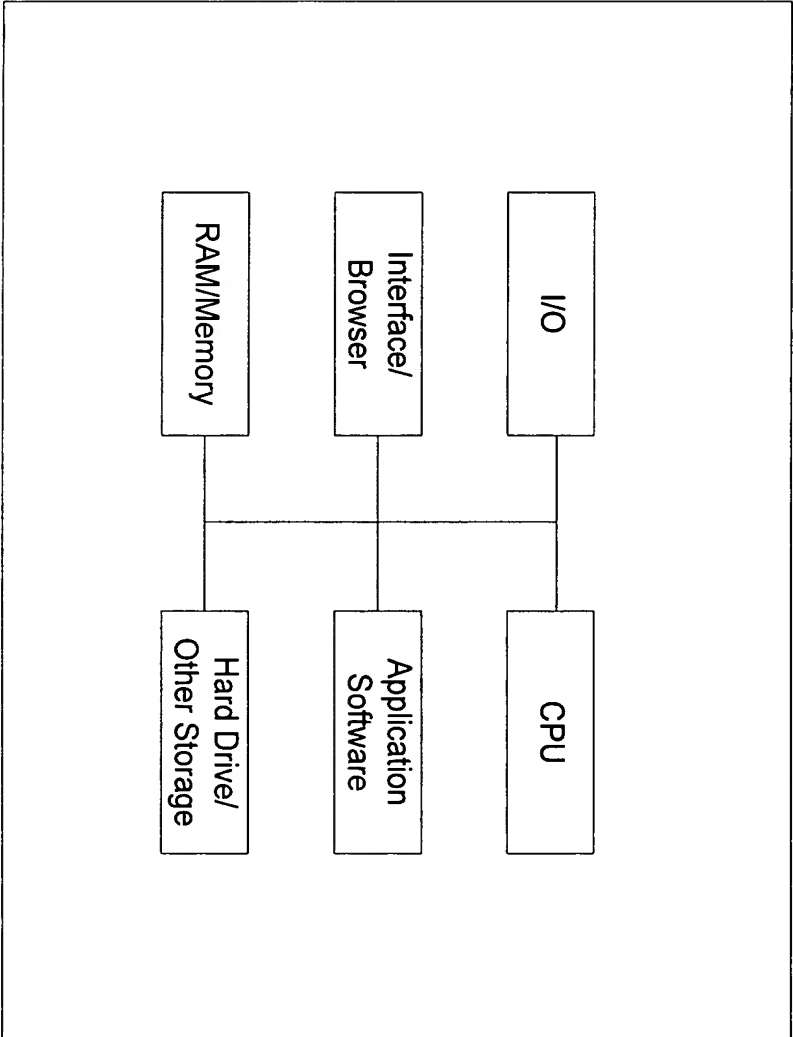 I/O
CPU
Interface/
Browser
Application
Software
RAM/Memory
Hard Drive/
Other Storage